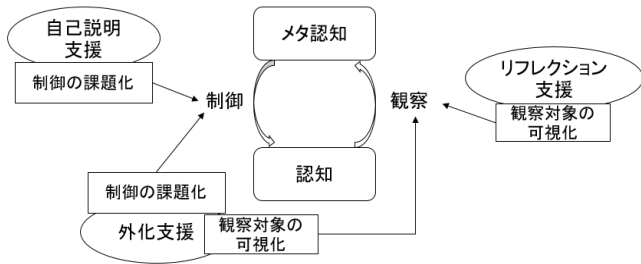 自己説明
支援
制御の課題化
メタ認知
制御
観察
リフレクション
支援
観察対象の
可視化
認知
制御の課題化
外化支援
観察対象の
可視化